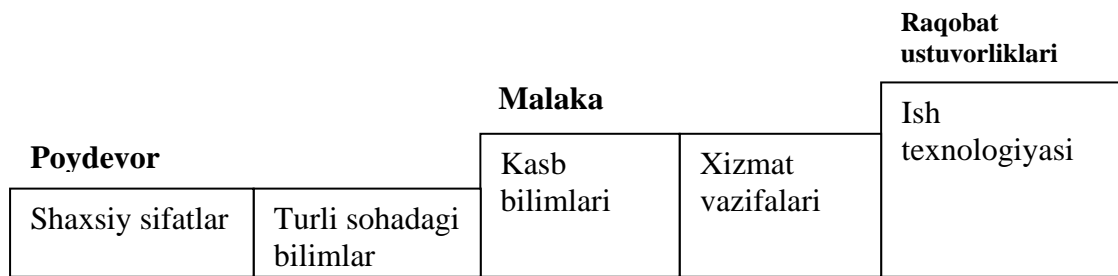 Poydevor
Shaxsiy sifatlar
Turli sohadagi
bilimlar
Malaka
Kasb
bilimlari
Xizmat
vazifalari
Raqobat
ustuvorliklari
Ish
texnologiyasi